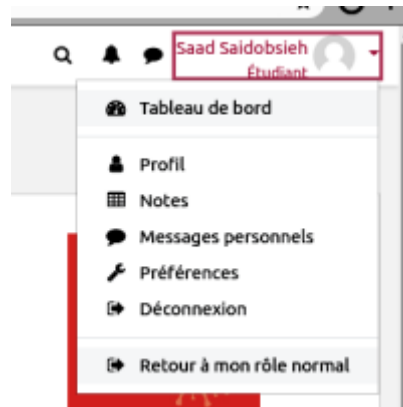 Saad Saidobsieh
Étudiant
Tableau de bord
Profil
Notes
Messages personnels
Préférences
Déconnexion
Retour à mon rôle normal